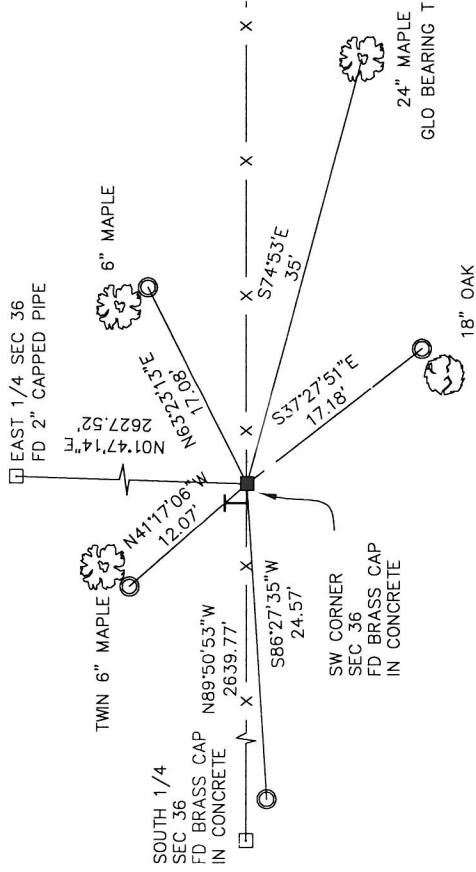 EAST 1/4 SEC 36
FD 2" CAPPED PIPE
6" MAPLE
TWIN 6" MAPLE
N01°47'14"E
2627.52'
N63°23'13"E
17.08'
N41°17'06"W
12.07'
24" MAPLE
GLO BEARING T
S74°53'E
35'
SOUTH 1/4
SEC 36
FD BRASS CAP
IN CONCRETE
N89°50'53"W
2639.77'
S86°27'35"W
24.57'
S37°27'51"E
17.18'
18" OAK
SW CORNER
SEC 36
FD BRASS CAP
IN CONCRETE
X
X
X
X
X
X